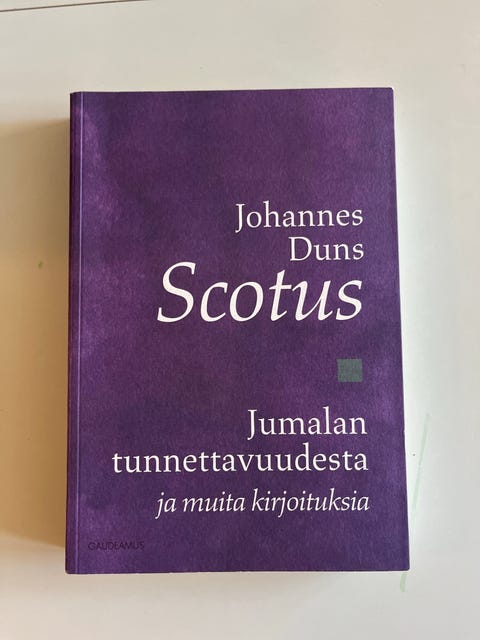 Johannes
Duns
Scotus
Jumalan
tunnettavuudesta
ja muita kirjoituksia
GAUDEAMUS